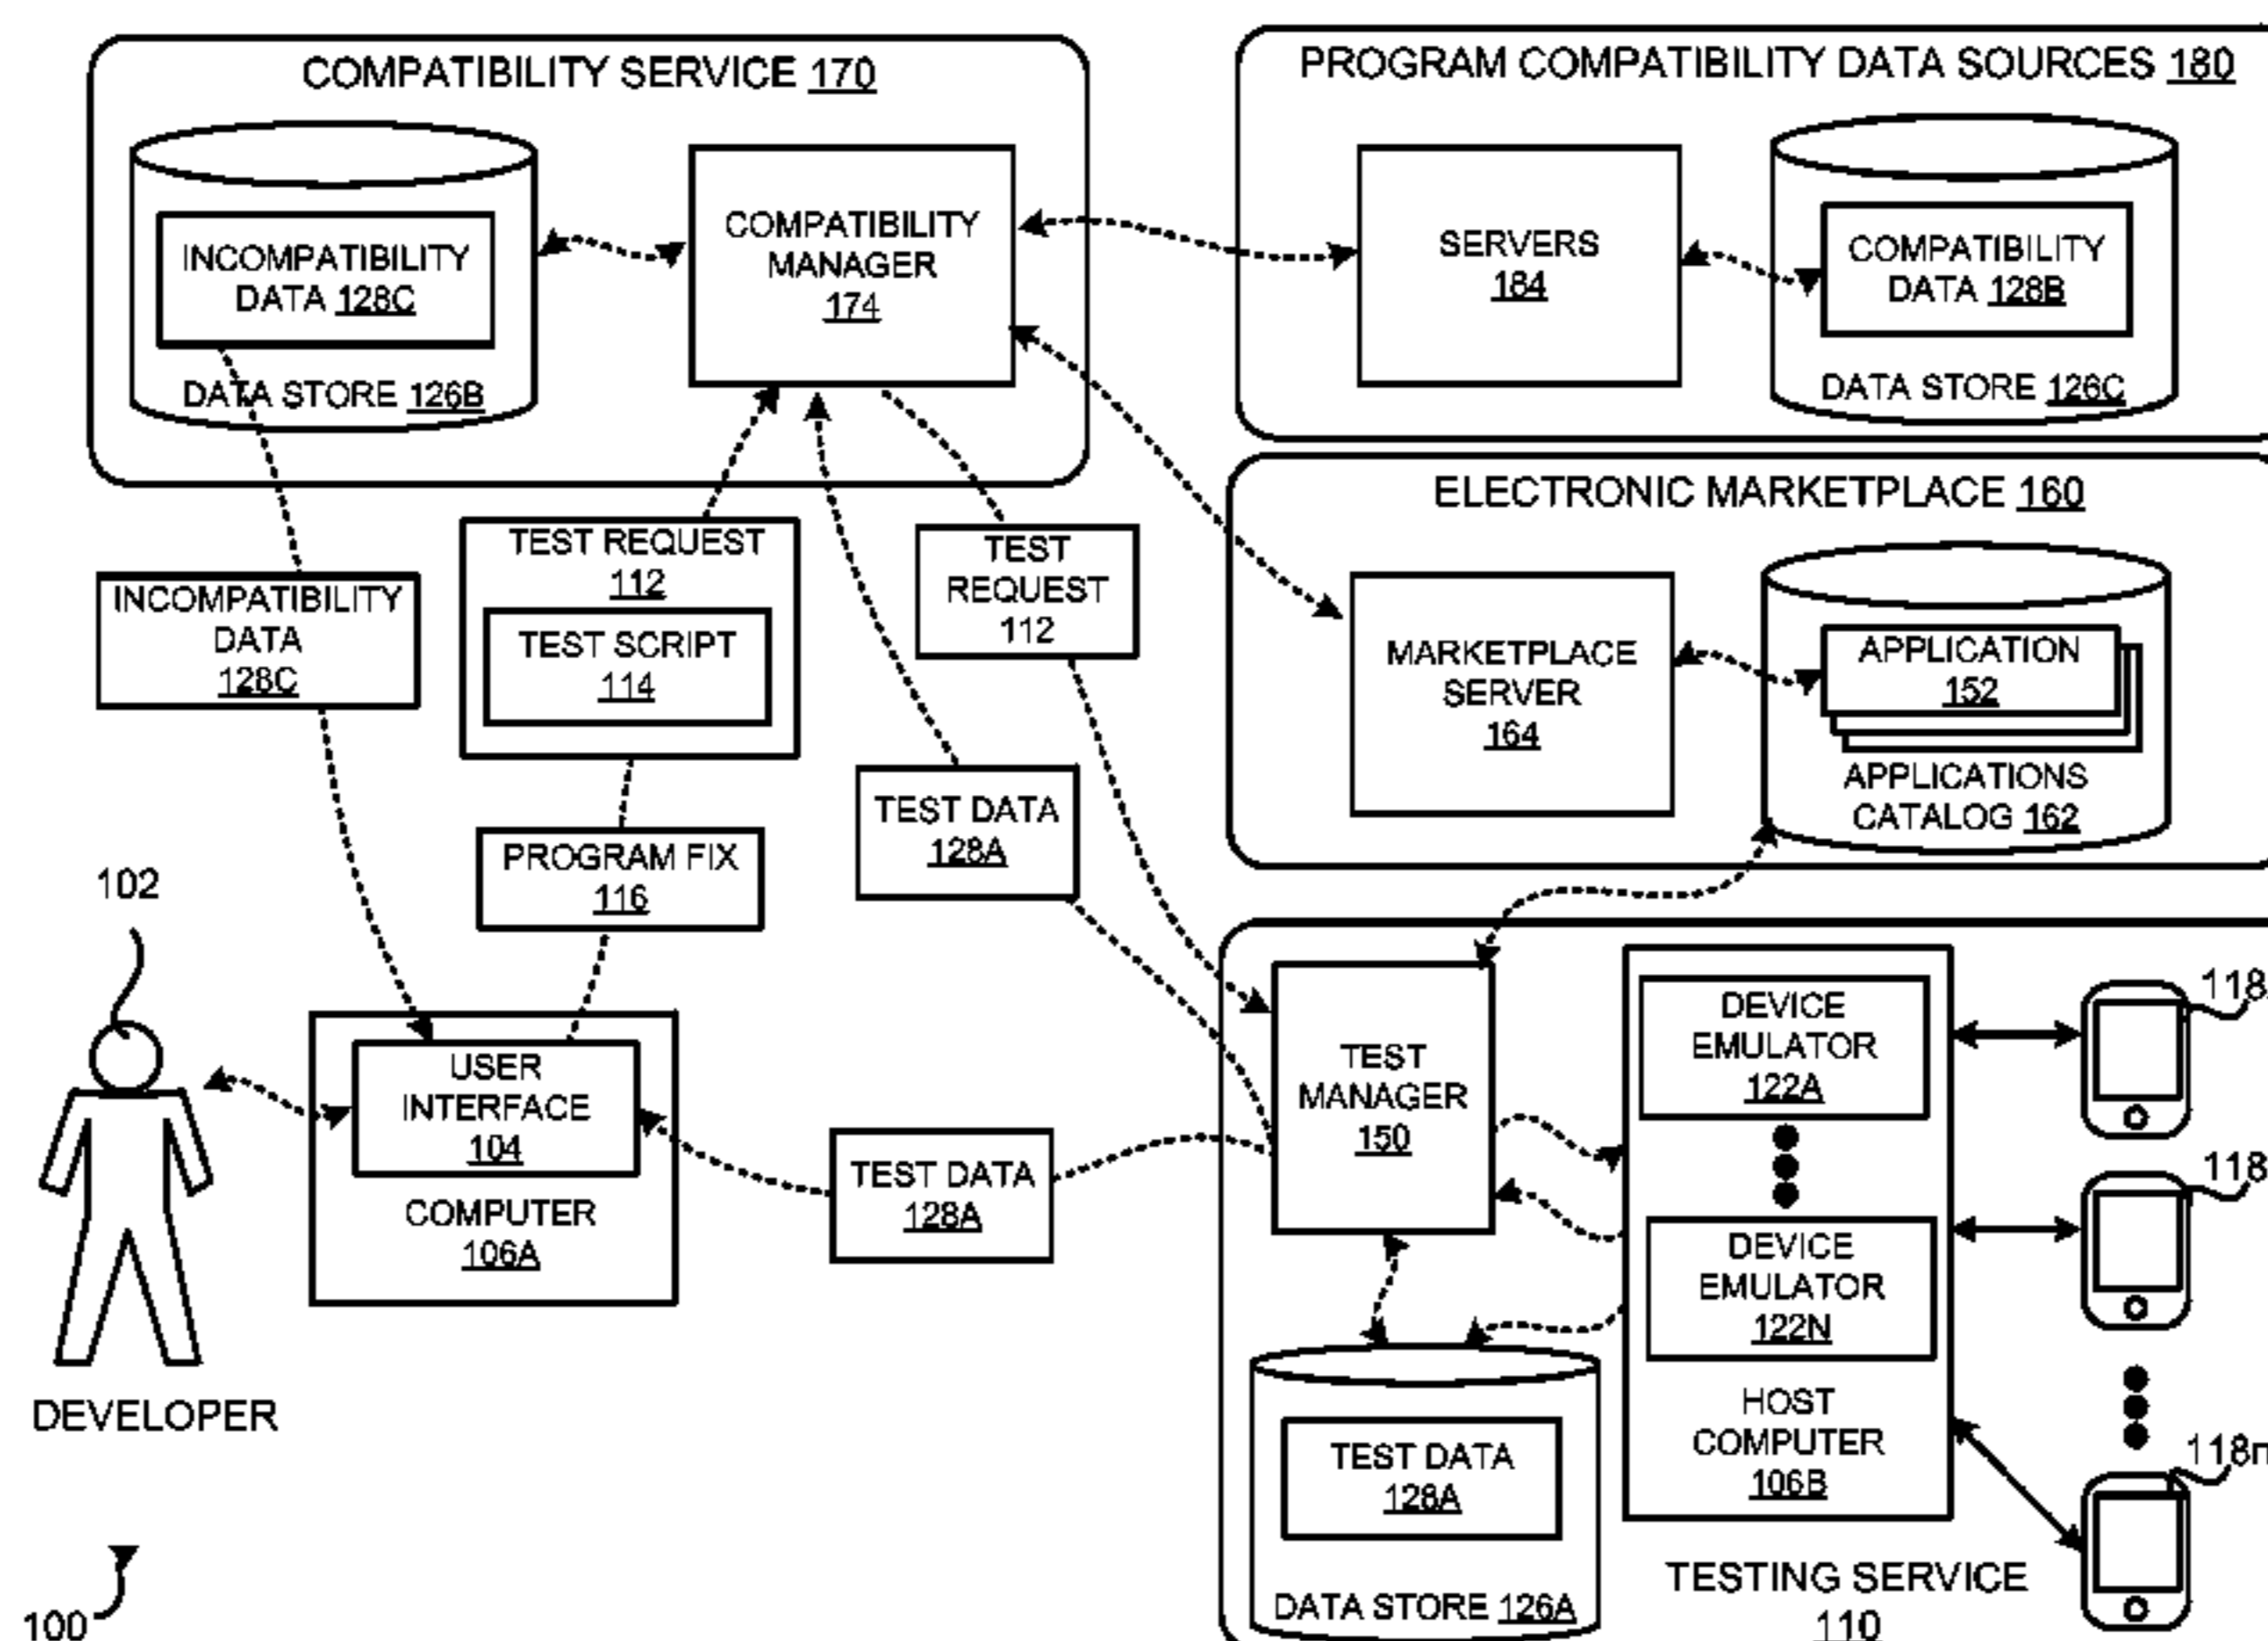 COMPATIBILITY SERVICE 170
INCOMPATIBILITY
DATA 128C
DATA STORE 126B
COMPATIBILITY
MANAGER
174
PROGRAM COMPATIBILITY DATA SOURCES 180
SERVERS
184
COMPATIBILITY
DATA 128B
DATA STORE 126C
ELECTRONIC MARKETPLACE 160
MARKETPLACE
SERVER
164
APPLICATION
152
APPLICATIONS
CATALOG 162
INCOMPATIBILITY
DATA
128C
TEST REQUEST
112
TEST SCRIPT
114
TEST
REQUEST
112
TEST DATA
128A
PROGRAM FIX
116
102
DEVELOPER
USER
INTERFACE
104
COMPUTER
106A
TEST DATA
128A
TEST
MANAGER
150
DEVICE
EMULATOR
122A
DEVICE
EMULATOR
122N
HOST
COMPUTER
106B
118
118
118n
TEST DATA
128A
DATA STORE 126A
TESTING SERVICE
110
100